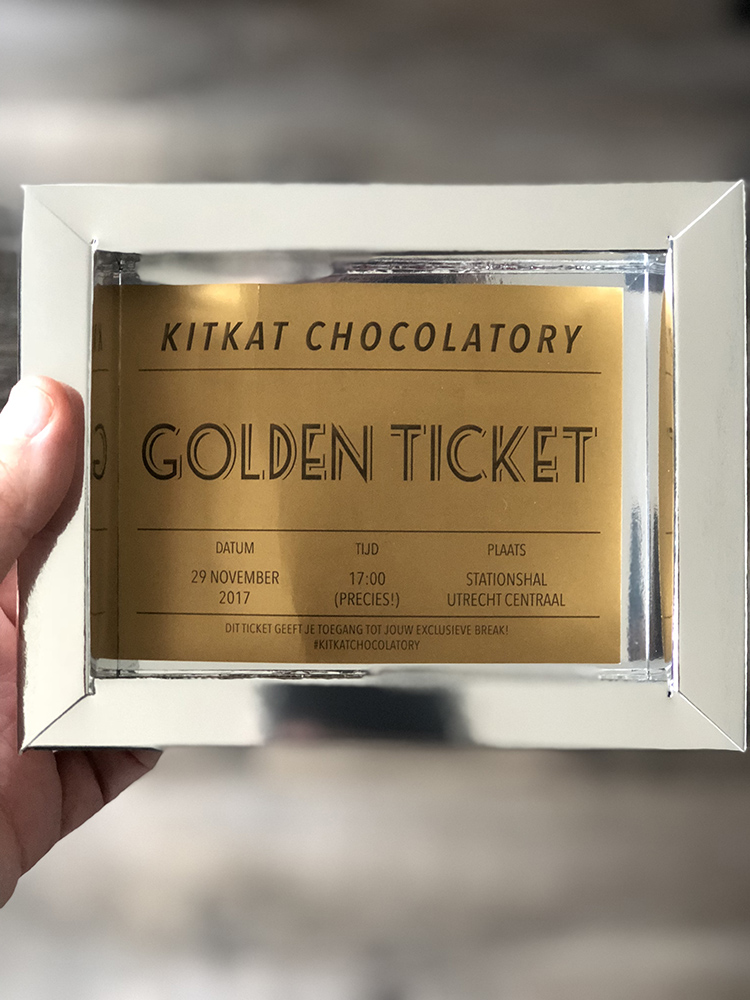 KITKAT CHOCOLATORY
GOLDEN TICKET
DATUM TIJD PLAATS
29 NOVEMBER 17:00 STATIONSHAL
2017 (PRECIES!) UTRECHT CENTRAAL
DIT TICKET GEEFT JE TOEGANG TOT JOUW EXCLUSIEVE BREAK!
#KITKATCHOCOLATORY